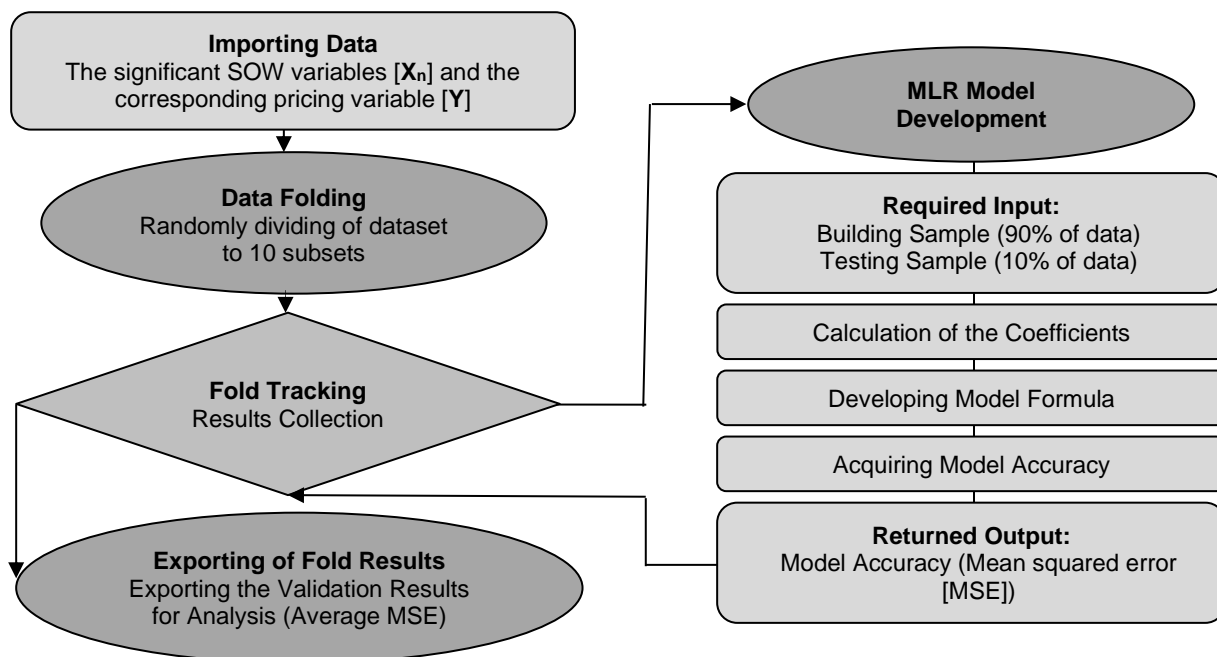 Importing Data
The significant SOW variables [Xn] and the
corresponding pricing variable [Y]
Data Folding
Randomly dividing of dataset
to 10 subsets
Fold Tracking
Results Collection
Exporting of Fold Results
Exporting the Validation Results
for Analysis (Average MSE)
MLR Model
Development
Required Input:
Building Sample (90% of data)
Testing Sample (10% of data)
Calculation of the Coefficients
Developing Model Formula
Acquiring Model Accuracy
Returned Output:
Model Accuracy (Mean squared error
[MSE])